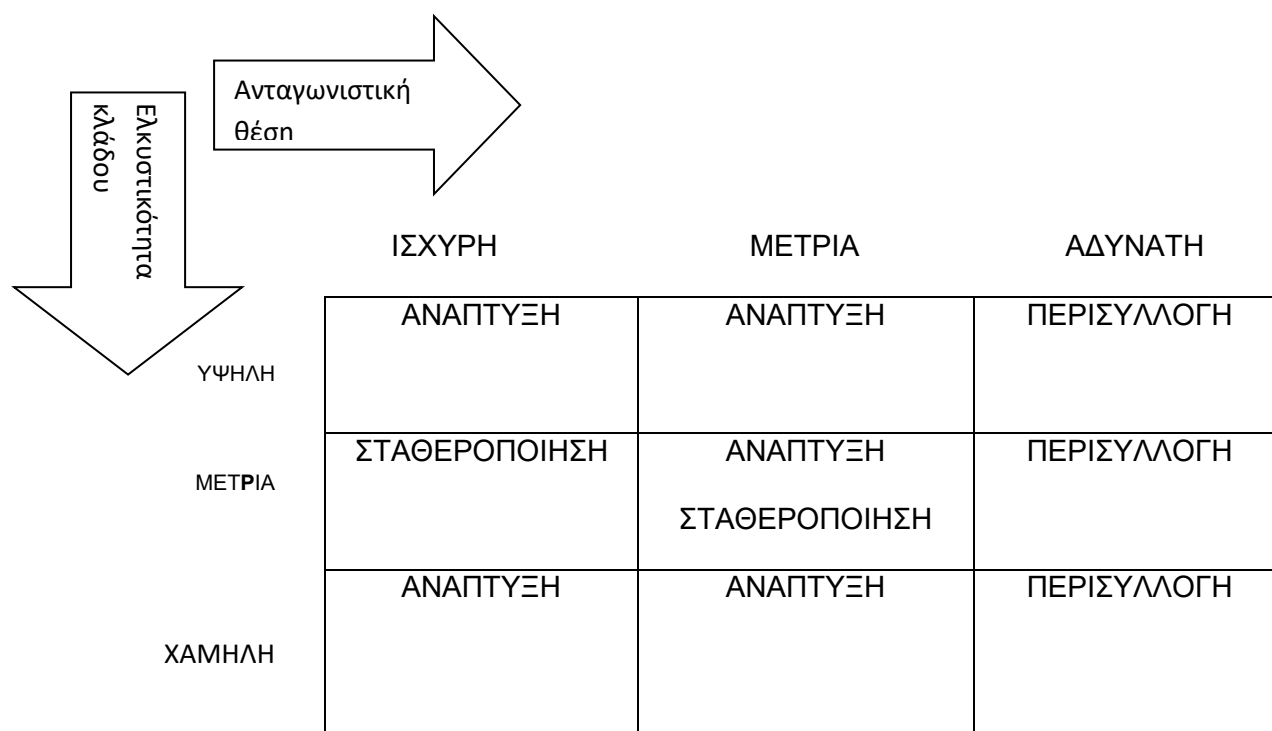 Ανταγωνιστική
θέση
Ελκυστικότητα
κλάδου
ΙΣΧΥΡΗ ΜΕΤΡΙΑ ΑΔΥΝΑΤΗ
ΥΨΗΛΗ ΑΝΑΠΤΥΞΗ ΑΝΑΠΤΥΞΗ ΠΕΡΙΣΥΛΛΟΓΗ
ΜΕΤΡΙΑ ΣΤΑΘΕΡΟΠΟΙΗΣΗ ΑΝΑΠΤΥΞΗ ΠΕΡΙΣΥΛΛΟΓΗ
ΣΤΑΘΕΡΟΠΟΙΗΣΗ
ΧΑΜΗΛΗ ΑΝΑΠΤΥΞΗ ΑΝΑΠΤΥΞΗ ΠΕΡΙΣΥΛΛΟΓΗ